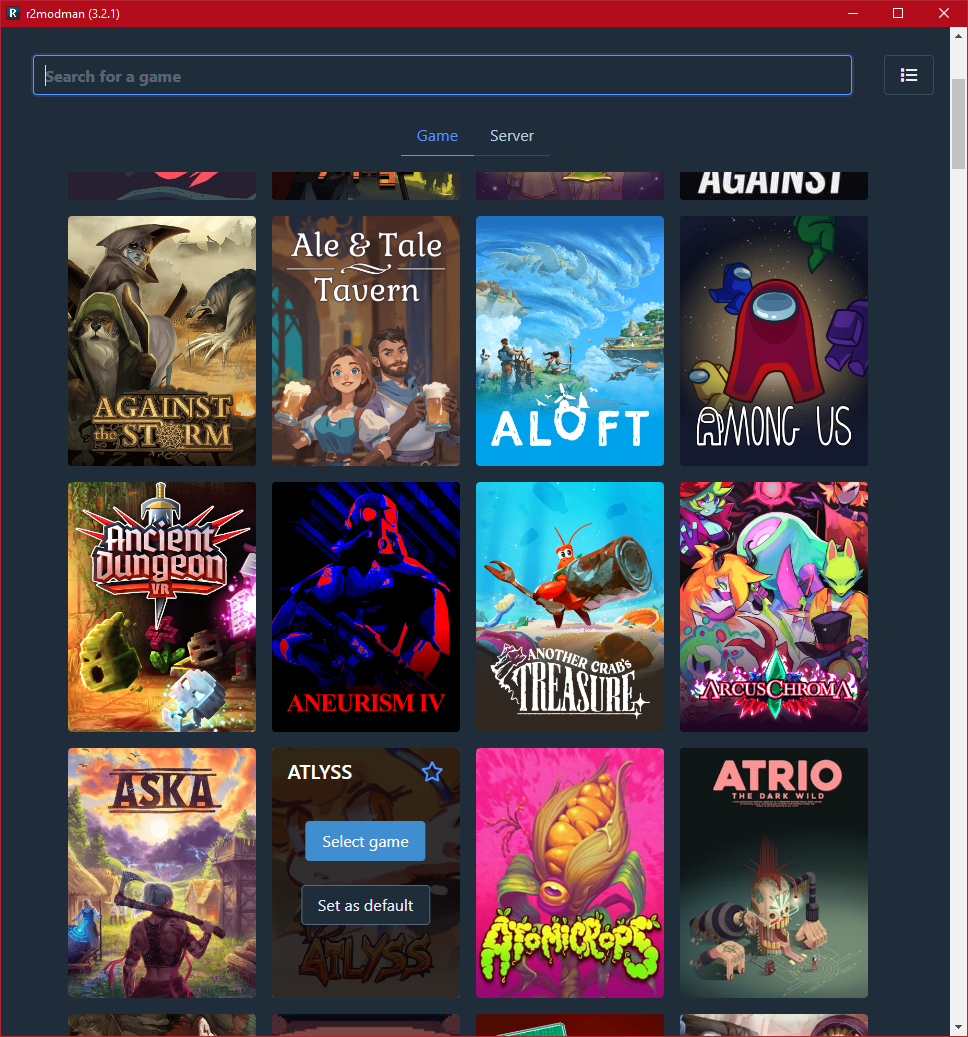 R r2modman (3.2.1)
Search for a game
Game Server
AGAINST
AGAINST
the STORM
Ale & Tale
Tavern
ALOFT
AMONG US
Ancient
Dungeon
VR
ANEURISM IV
ANOTHER CRAB'S
TREASURE
ARCUSCHROMA
ASKA
ATLYSS
Select game
Set as default
ATLYSS
ATOMICROPS
ATRIO
THE DARK WILD